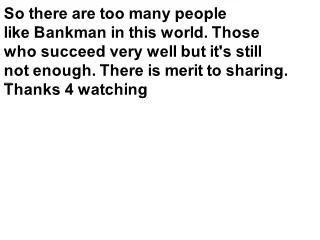 So there are too many people
like Bankman in this world. Those
who succeed very well but it's still
not enough. There is merit to sharing.
Thanks 4 watching